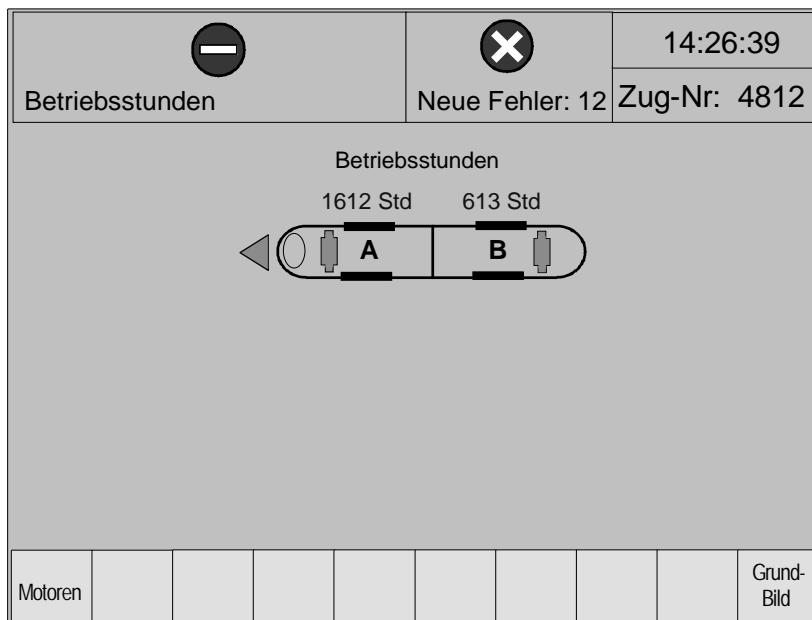 14:26:39
Betriebsstunden
Neue Fehler: 12
Zug-Nr: 4812
Betriebsstunden
1612 Std
613 Std
A
B
Motoren
Grund-
Bild